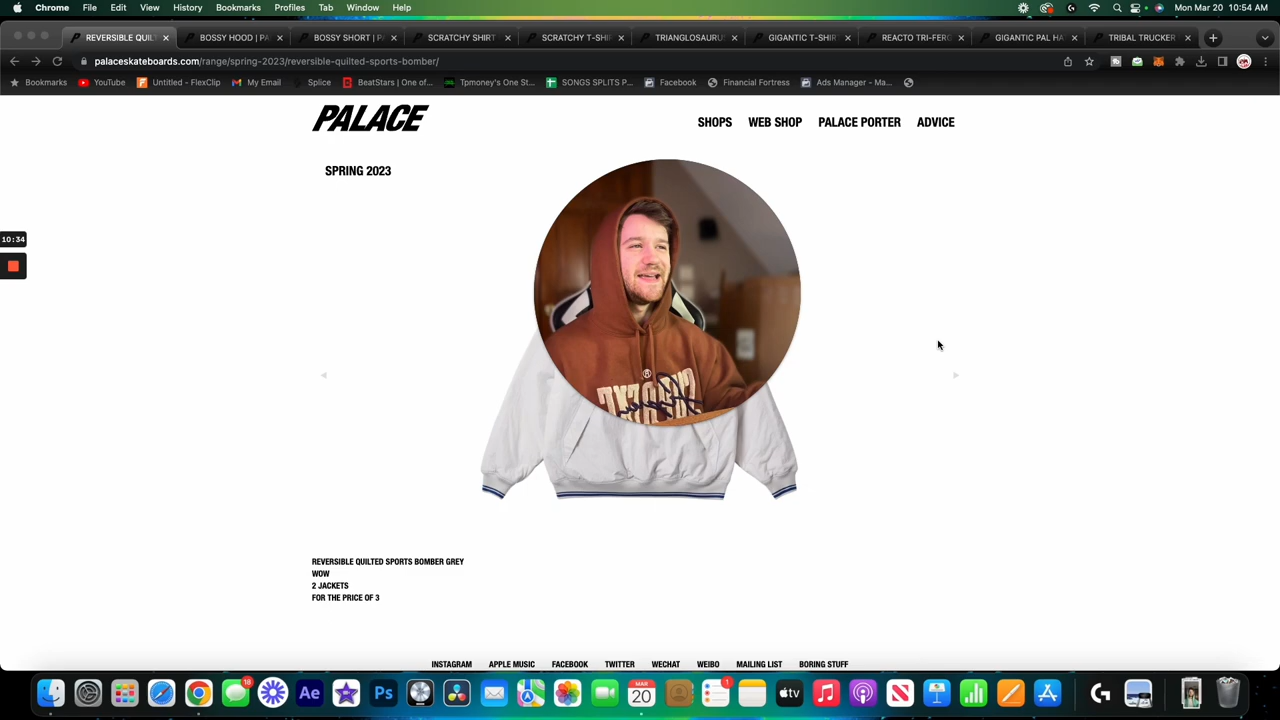 Chrome File Edit View History Bookmarks Profiles Tab Window Help Mon Mar 20 10:54 AM
REVERSIBLE QUIL BOSSY HOOD | PA BOSSY SHORT | PA SCRATCHY SHIRT SCRATCHY T-SHI TRIANGLOSAURU GIGANTIC T-SHIR REACTO TRI-FERG GIGANTIC PAL HA TRIBAL TRUCKER
palaceskateboards.com/range/spring-2023/reversible-quilted-sports-bomber/
Bookmarks YouTube Untitled - FlexClip My Email Splice BeatStars | One of... Tpmoney's One St... SONGS SPLITS P... Facebook Financial Fortress Ads Manager - Ma...
PALACE
SHOPS WEB SHOP PALACE PORTER ADVICE
SPRING 2023
10:34
REVERSIBLE QUILTED SPORTS BOMBER GREY
WOW
2 JACKETS
FOR THE PRICE OF 3
INSTAGRAM APPLE MUSIC FACEBOOK TWITTER WECHAT WEIBO MAILING LIST BORING STUFF
18 Ae Ps MAR 20 1 tv